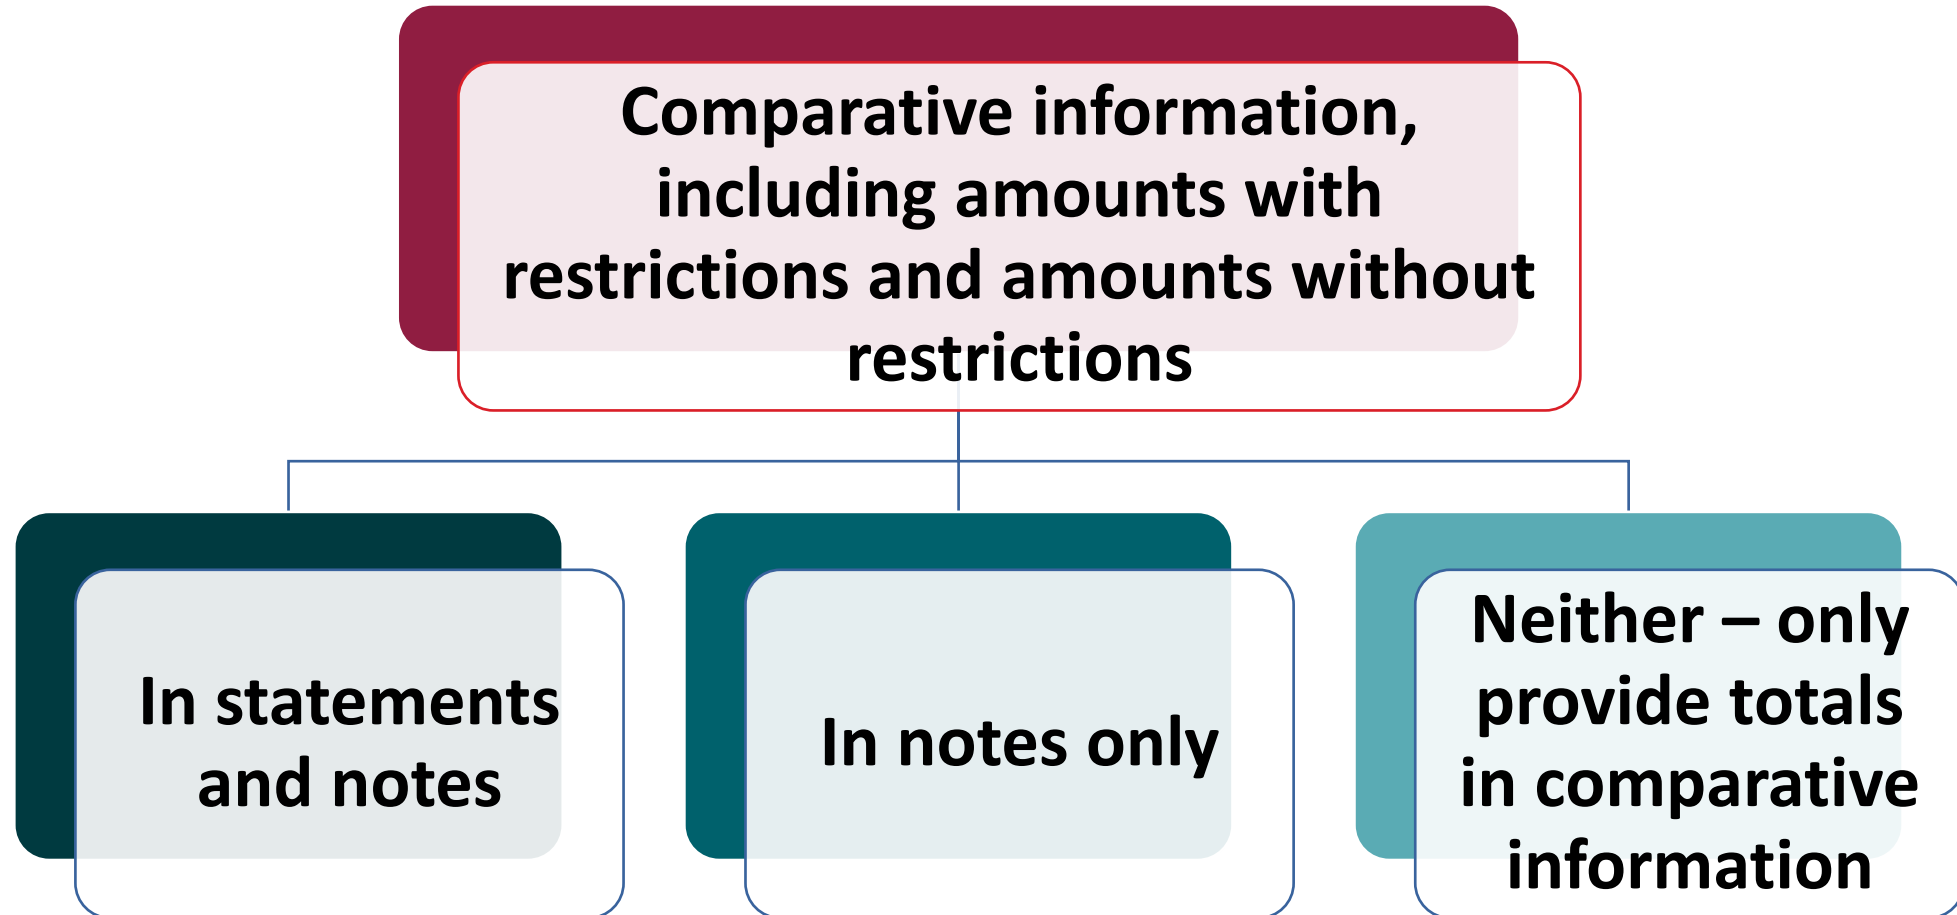 Comparative information,
including amounts with
restrictions and amounts without
restrictions
In statements
and notes
In notes only
Neither – only
provide totals
in comparative
information